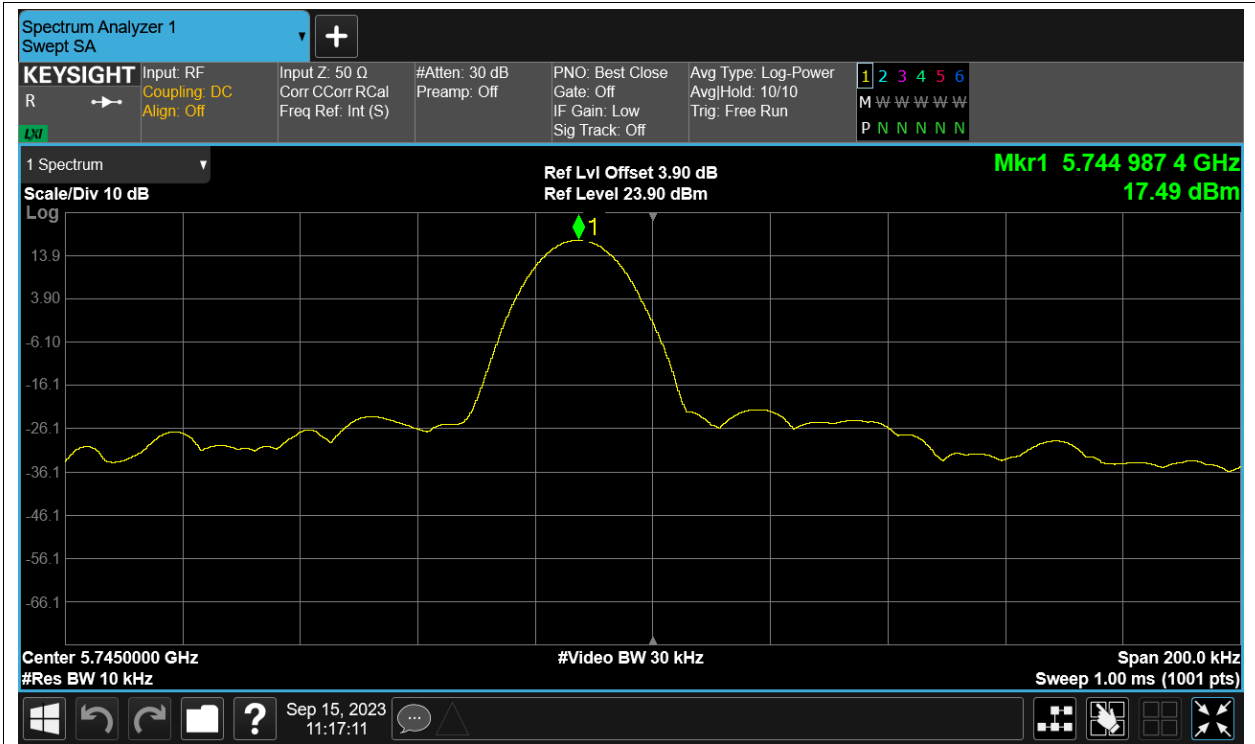 Spectrum Analyzer 1
Swept SA
KEYSIGHT
R
LXI
Input: RF
Coupling: DC
Align: Off
Input Z: 50 Ω
Corr CCorr RCal
Freq Ref: Int (S)
#Atten: 30 dB
Preamp: Off
PNO: Best Close
Gate: Off
IF Gain: Low
Sig Track: Off
Avg Type: Log-Power
Avg|Hold: 10/10
Trig: Free Run
1 2 3 4 5 6
M W W W W W
P N N N N N
1 Spectrum
Scale/Div 10 dB
Log
Ref Lvl Offset 3.90 dB
Ref Level 23.90 dBm
Mkr1 5.744 987 4 GHz
17.49 dBm
1
13.9
3.90
-6.10
-16.1
-26.1
-36.1
-46.1
-56.1
-66.1
Center 5.7450000 GHz
#Res BW 10 kHz
#Video BW 30 kHz
Span 200.0 kHz
Sweep 1.00 ms (1001 pts)
?
Sep 15, 2023
11:17:11